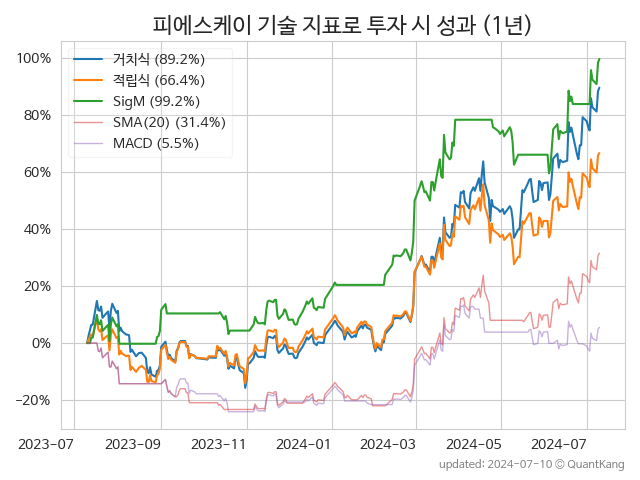 피에스케이 기술 지표로 투자 시 성과 (1년)
100%
80%
60%
40%
20%
0%
−20%
거치식 (89.2%)
적립식 (66.4%)
SigM (99.2%)
SMA(20) (31.4%)
MACD (5.5%)
2023-07 2023-09 2023-11 2024-01 2024-03 2024-05 2024-07
updated: 2024-07-10 © QuantKang